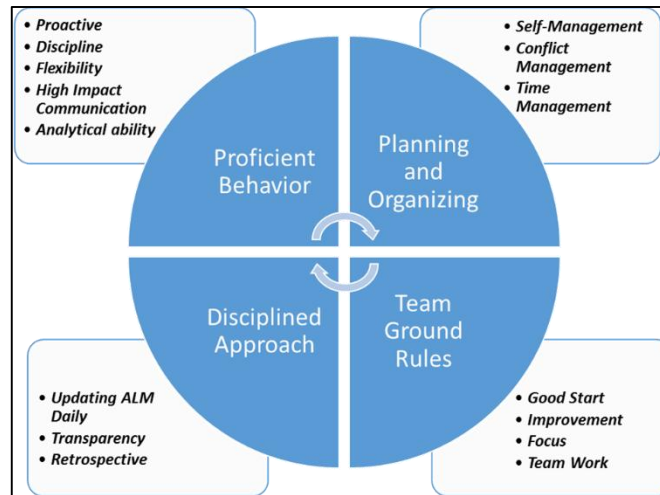 Proactive
Discipline
Flexibility
High Impact
Communication
Analytical ability
Self-Management
Conflict
Management
Time
Management
Proficient
Behavior
Planning
and
Organizing
Disciplined
Approach
Team
Ground
Rules
Updating ALM
Daily
Transparency
Retrospective
Good Start
Improvement
Focus
Team Work